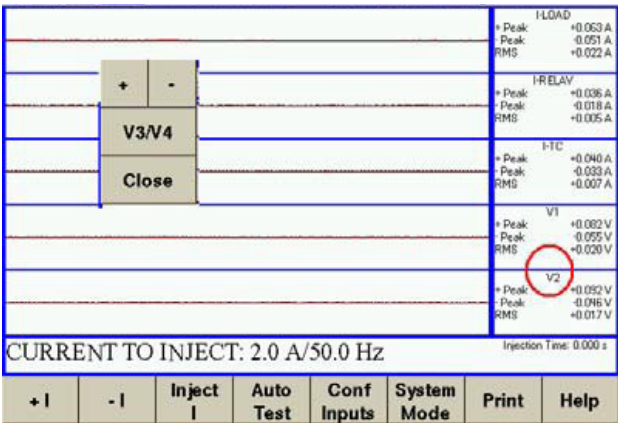 I-LOAD
+ Peak +0.063 A
- Peak -0.051 A
RMS +0.022 A
I-RELAY
+ Peak +0.036 A
- Peak -0.018 A
RMS +0.005 A
I-TC
+ Peak +0.040 A
- Peak -0.033 A
RMS +0.007 A
V1
+ Peak +0.082 V
- Peak -0.055 V
RMS +0.020 V
V2
+ Peak +0.092 V
- Peak -0.046 V
RMS +0.017 V
+ -
V3/V4
Close
CURRENT TO INJECT: 2.0 A/50.0 Hz
Injection Time: 0.000 s
+ I
- I
Inject
I
Auto
Test
Conf
Inputs
System
Mode
Print
Help